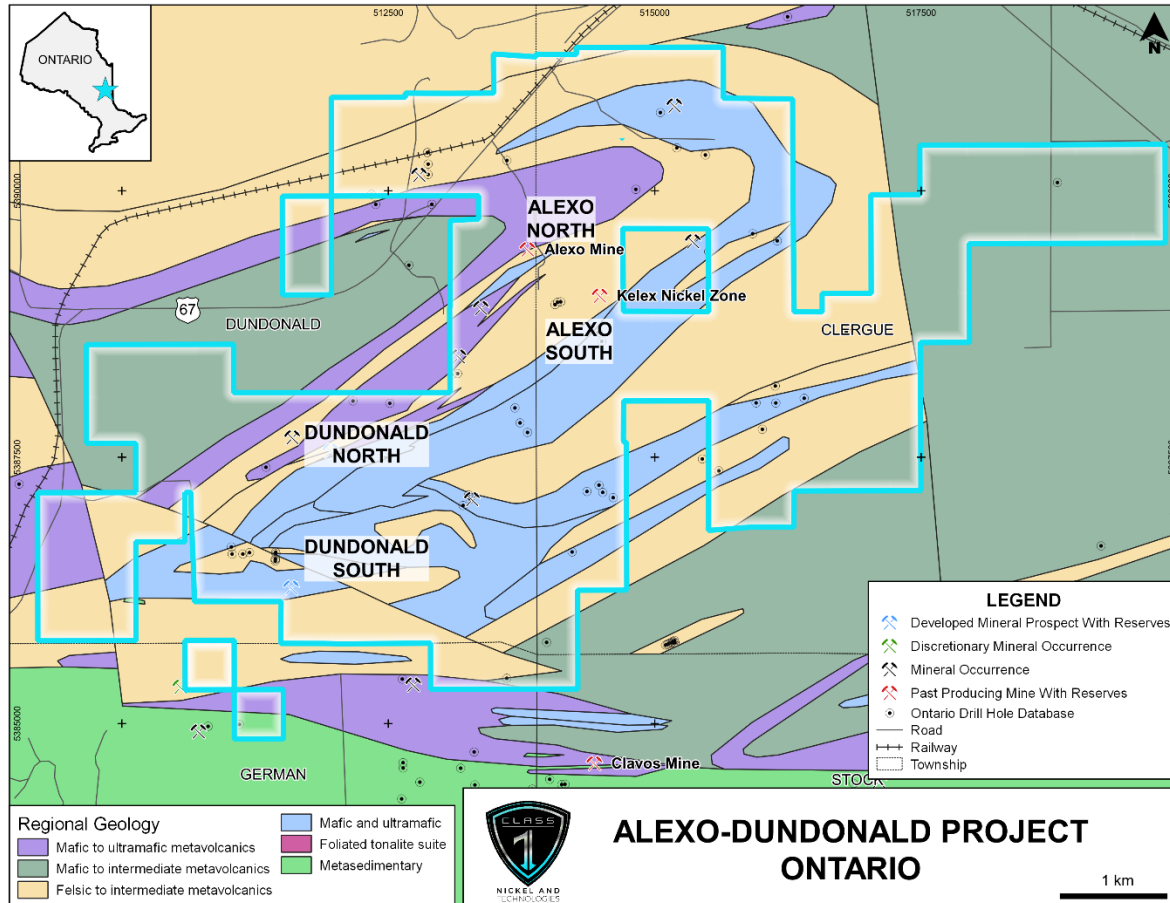 512500
515000
517500
ONTARIO
N
5390000
ALEXO
NORTH
Alexo Mine
Kelex Nickel Zone
67
DUNDONALD
ALEXO
SOUTH
CLERGUE
5387500
DUNDONALD
NORTH
DUNDONALD
SOUTH
LEGEND
Developed Mineral Prospect With Reserves
Discretionary Mineral Occurrence
Mineral Occurrence
Past Producing Mine With Reserves
Ontario Drill Hole Database
Road
Railway
Township
5385000
Clavos Mine
GERMAN
STOCK
Regional Geology
Mafic to ultramafic metavolcanics
Mafic to intermediate metavolcanics
Felsic to intermediate metavolcanics
Mafic and ultramafic
Foliated tonalite suite
Metasedimentary
CLASS
1
NICKEL AND
TECHNOLOGIES
ALEXO-DUNDONALD PROJECT
ONTARIO
1 km